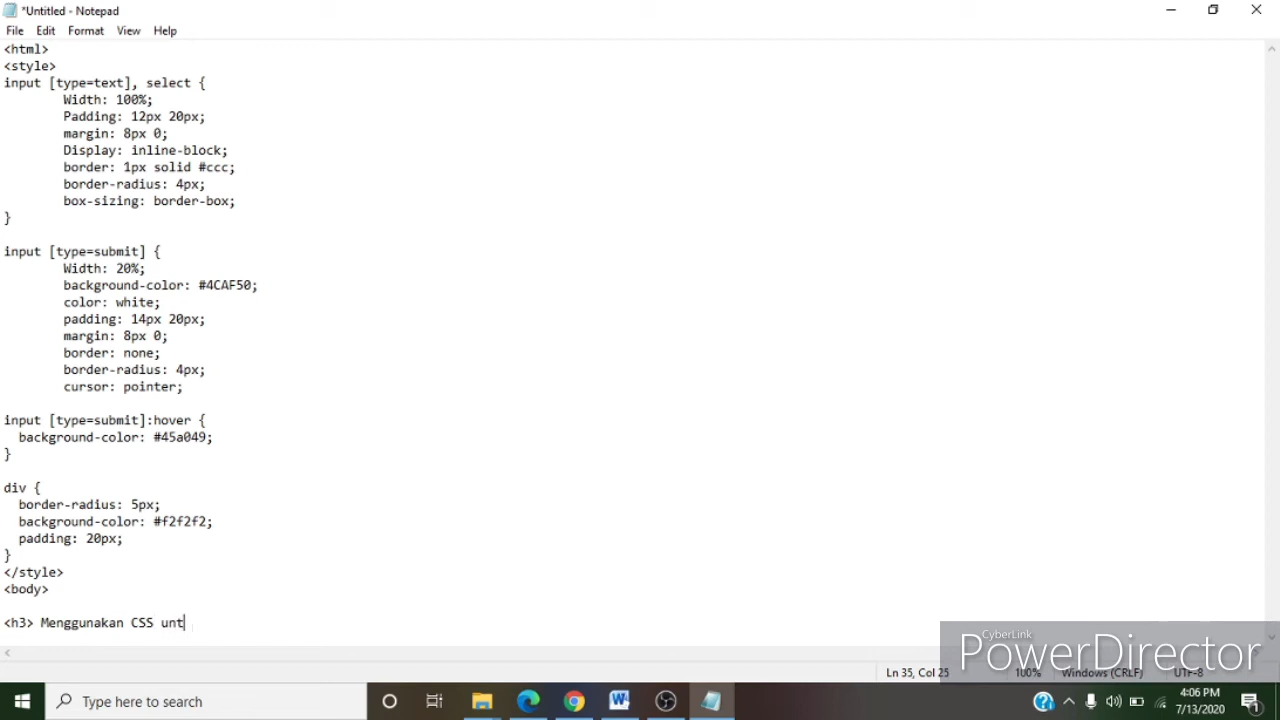 *Untitled - Notepad
File Edit Format View Help
<html>
<style>
input [type=text], select {
Width: 100%;
Padding: 12px 20px;
margin: 8px 0;
Display: inline-block;
border: 1px solid #ccc;
border-radius: 4px;
box-sizing: border-box;
}
input [type=submit] {
Width: 20%;
background-color: #4CAF50;
color: white;
padding: 14px 20px;
margin: 8px 0;
border: none;
border-radius: 4px;
cursor: pointer;
input [type=submit]:hover {
background-color: #45a049;
}
div {
border-radius: 5px;
background-color: #f2f2f2;
padding: 20px;
}
</style>
<body>
<h3> Menggunakan CSS unt
CyberLink
PowerDirector
Ln 35, Col 25 100% Windows (CRLF) UTF-8
Type here to search
4:06 PM
7/13/2020
1